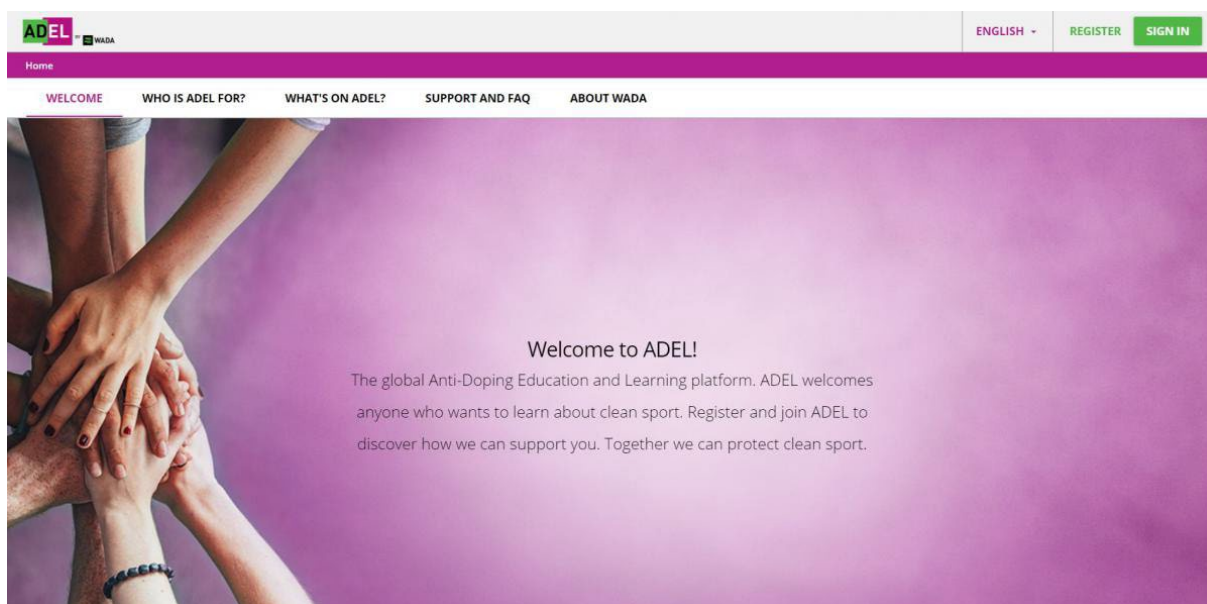 ADEL BY WADA
ENGLISH REGISTER SIGN IN
Home
WELCOME WHO IS ADEL FOR? WHAT'S ON ADEL? SUPPORT AND FAQ ABOUT WADA
Welcome to ADEL!
The global Anti-Doping Education and Learning platform. ADEL welcomes
anyone who wants to learn about clean sport. Register and join ADEL to
discover how we can support you. Together we can protect clean sport.